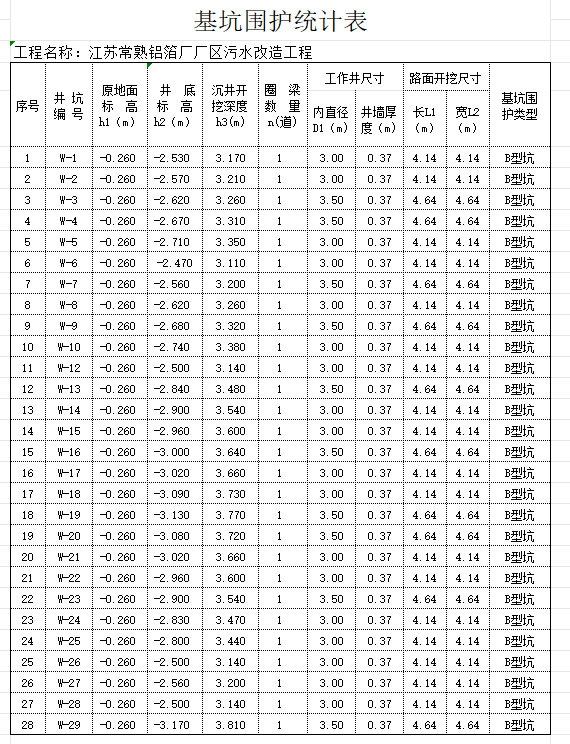 基坑围护统计表
工程名称：江苏常熟铝箔厂厂区污水改造工程
序号 井 坑 编 号 原地面标 高h1（m） 井 底标 高h2（m） 沉井开挖深度h3(m) 圈 梁数 量n(道) 工作井尺寸 路面开挖尺寸 基坑围护类型
内直径D1（m） 井墙厚度（m） 长L1（m） 宽L2（m）
1 W-1 -0.260 -2.530 3.170 1 3.00 0.37 4.14 4.14 B型坑
2 W-2 -0.260 -2.570 3.210 1 3.00 0.37 4.14 4.14 B型坑
3 W-3 -0.260 -2.620 3.260 1 3.50 0.37 4.64 4.64 B型坑
4 W-4 -0.260 -2.670 3.310 1 3.50 0.37 4.64 4.64 B型坑
5 W-5 -0.260 -2.710 3.350 1 3.00 0.37 4.14 4.14 B型坑
6 W-6 -0.260 -2.470 3.110 1 3.00 0.37 4.14 4.14 B型坑
7 W-7 -0.260 -2.560 3.200 1 3.50 0.37 4.64 4.64 B型坑
8 W-8 -0.260 -2.620 3.260 1 3.00 0.37 4.14 4.14 B型坑
9 W-9 -0.260 -2.680 3.320 1 3.50 0.37 4.64 4.64 B型坑
10 W-10 -0.260 -2.740 3.380 1 3.00 0.37 4.14 4.14 B型坑
11 W-12 -0.260 -2.500 3.140 1 3.00 0.37 4.14 4.14 B型坑
12 W-13 -0.260 -2.840 3.480 1 3.50 0.37 4.64 4.64 B型坑
13 W-14 -0.260 -2.900 3.540 1 3.00 0.37 4.14 4.14 B型坑
14 W-15 -0.260 -2.960 3.600 1 3.00 0.37 4.14 4.14 B型坑
15 W-16 -0.260 -3.000 3.640 1 3.50 0.37 4.64 4.64 B型坑
16 W-17 -0.260 -3.020 3.660 1 3.00 0.37 4.14 4.14 B型坑
17 W-18 -0.260 -3.090 3.730 1 3.00 0.37 4.14 4.14 B型坑
18 W-19 -0.260 -3.130 3.770 1 3.50 0.37 4.64 4.64 B型坑
19 W-20 -0.260 -3.080 3.720 1 3.50 0.37 4.64 4.64 B型坑
20 W-21 -0.260 -3.020 3.660 1 3.00 0.37 4.14 4.14 B型坑
21 W-22 -0.260 -2.960 3.600 1 3.00 0.37 4.14 4.14 B型坑
22 W-23 -0.260 -2.900 3.540 1 3.50 0.37 4.64 4.64 B型坑
23 W-24 -0.260 -2.830 3.470 1 3.00 0.37 4.14 4.14 B型坑
24 W-25 -0.260 -2.800 3.440 1 3.00 0.37 4.14 4.14 B型坑
25 W-26 -0.260 -2.500 3.140 1 3.00 0.37 4.14 4.14 B型坑
26 W-27 -0.260 -2.560 3.200 1 3.00 0.37 4.14 4.14 B型坑
27 W-28 -0.260 -2.500 3.140 1 3.00 0.37 4.14 4.14 B型坑
28 W-29 -0.260 -3.170 3.810 1 3.50 0.37 4.64 4.64 B型坑